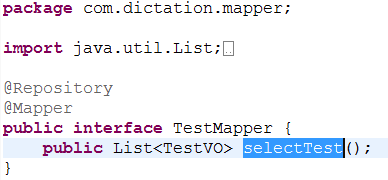 package com.dictation.mapper;
import java.util.List;
@Repository
@Mapper
public interface TestMapper {
public List<TestVO> selectTest();
}